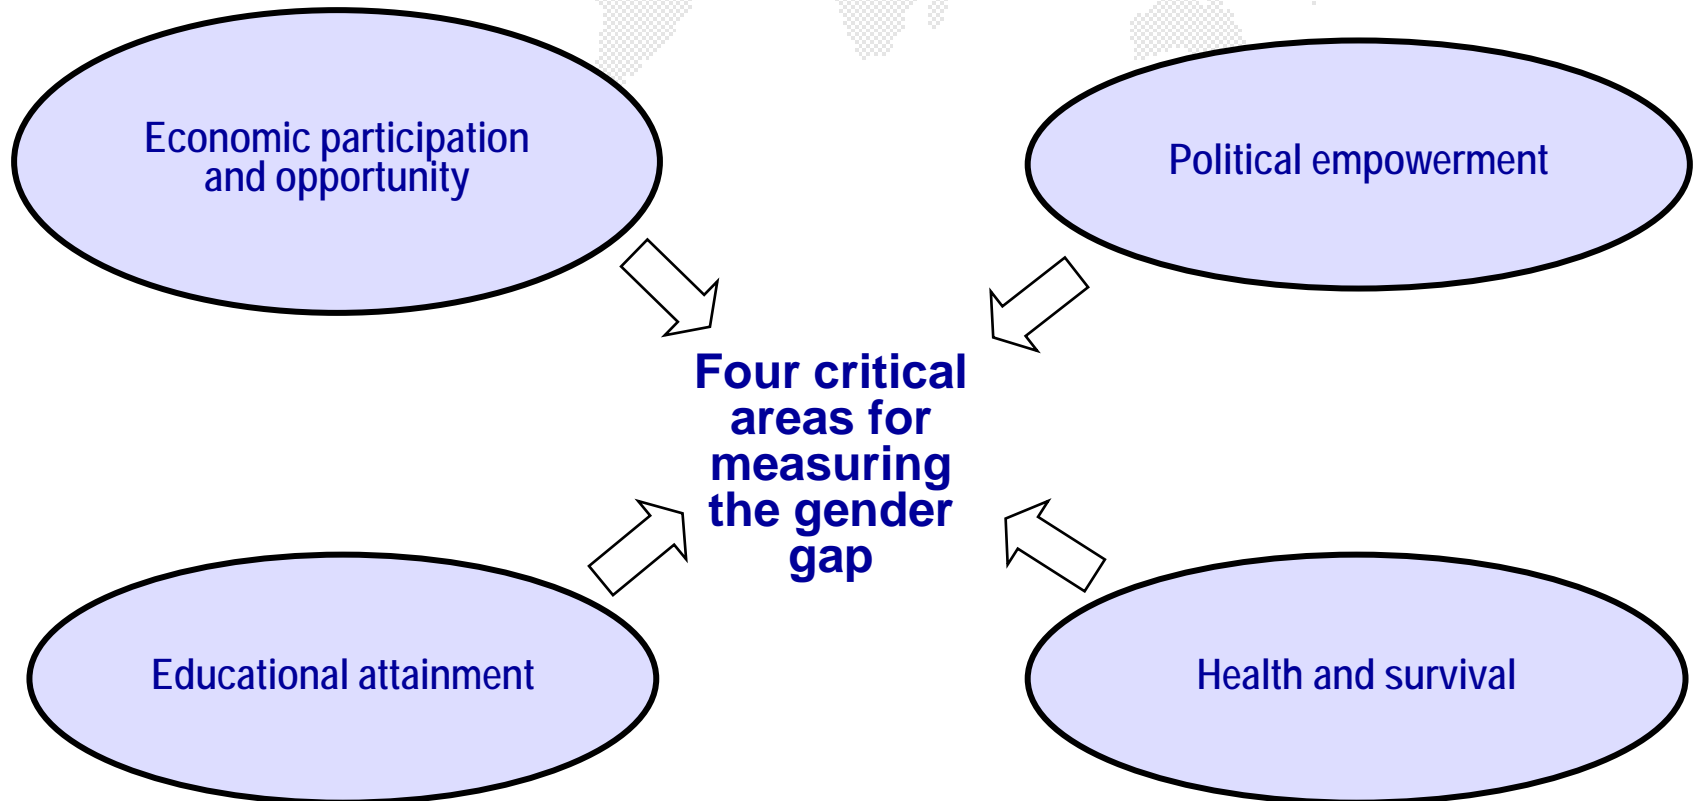 Economic participation
and opportunity
Political empowerment
Four critical
areas for
measuring
the gender
gap
Educational attainment
Health and survival